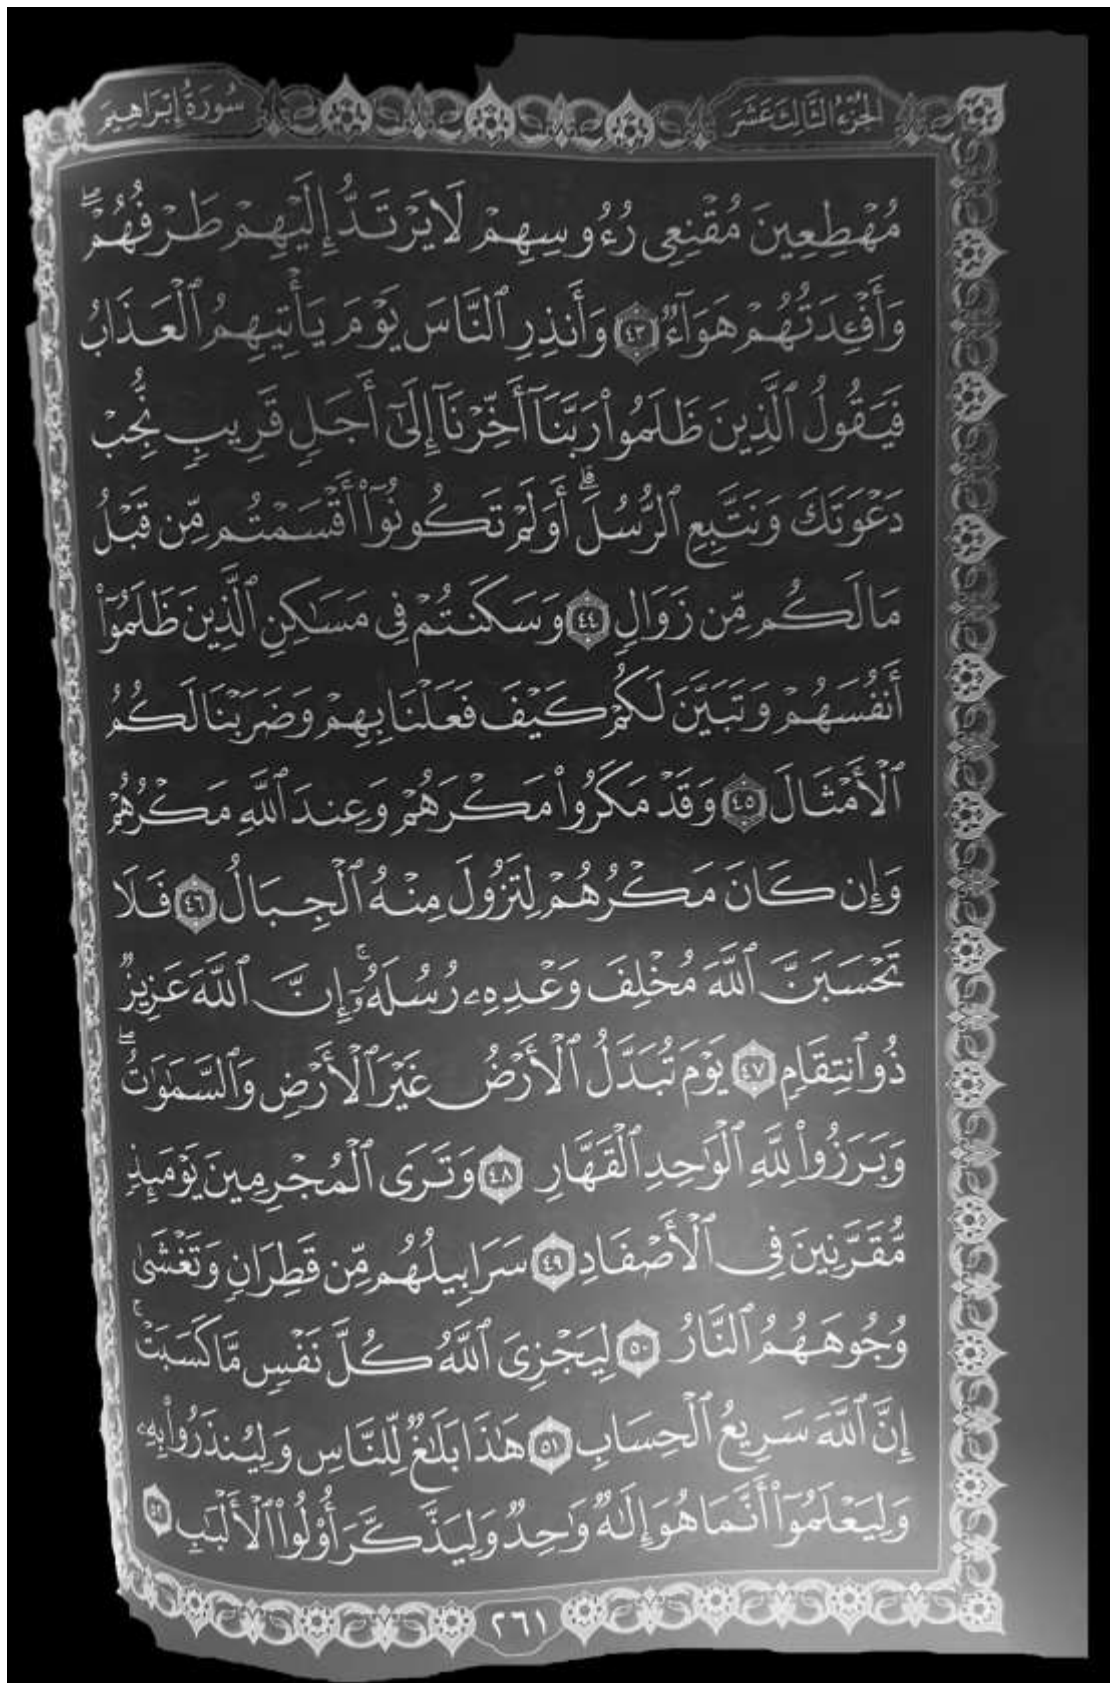 الجزء الثالث عشر
سورة إبراهيم
مُهْطِعِينَ مُقْنِعِى رُءُوسِهِمْ لَا يَرْتَدُّ إِلَيْهِمْ طَرْفُهُمْ ۖ
وَأَفْـِٔدَتُهُمْ هَوَآءٌ ٤٣ وَأَنذِرِ ٱلنَّاسَ يَوْمَ يَأْتِيهِمُ ٱلْعَذَابُ
فَيَقُولُ ٱلَّذِينَ ظَلَمُوا۟ رَبَّنَآ أَخِّرْنَآ إِلَىٰٓ أَجَلٍ قَرِيبٍ نُّجِبْ
دَعْوَتَكَ وَنَتَّبِعِ ٱلرُّسُلَ ۗ أَوَلَمْ تَكُونُوٓا۟ أَقْسَمْتُم مِّن قَبْلُ
مَا لَكُم مِّن زَوَالٍ ٤٤ وَسَكَنتُمْ فِى مَسَـٰكِنِ ٱلَّذِينَ ظَلَمُوٓا۟
أَنفُسَهُمْ وَتَبَيَّنَ لَكُمْ كَيْفَ فَعَلْنَا بِهِمْ وَضَرَبْنَا لَكُمُ
ٱلْأَمْثَالَ ٤٥ وَقَدْ مَكَرُوا۟ مَكْرَهُمْ وَعِندَ ٱللَّهِ مَكْرُهُمْ
وَإِن كَانَ مَكْرُهُمْ لِتَزُولَ مِنْهُ ٱلْجِبَالُ ٤٦ فَلَا
تَحْسَبَنَّ ٱللَّهَ مُخْلِفَ وَعْدِهِۦ رُسُلَهُۥٓ ۚ إِنَّ ٱللَّهَ عَزِيزٌ
ذُو ٱنتِقَامٍ ٤٧ يَوْمَ تُبَدَّلُ ٱلْأَرْضُ غَيْرَ ٱلْأَرْضِ وَٱلسَّمَـٰوَٰتُ ۖ
وَبَرَزُوا۟ لِلَّهِ ٱلْوَٰحِدِ ٱلْقَهَّارِ ٤٨ وَتَرَى ٱلْمُجْرِمِينَ يَوْمَئِذٍ
مُّقَرَّنِينَ فِى ٱلْأَصْفَادِ ٤٩ سَرَابِيلُهُم مِّن قَطِرَانٍ وَتَغْشَىٰ
وُجُوهَهُمُ ٱلنَّارُ ٥٠ لِيَجْزِىَ ٱللَّهُ كُلَّ نَفْسٍ مَّا كَسَبَتْ ۚ
إِنَّ ٱللَّهَ سَرِيعُ ٱلْحِسَابِ ٥١ هَـٰذَا بَلَـٰغٌ لِّلنَّاسِ وَلِيُنذَرُوا۟ بِهِۦ
وَلِيَعْلَمُوٓا۟ أَنَّمَا هُوَ إِلَـٰهٌ وَٰحِدٌ وَلِيَذَّكَّرَ أُو۟لُوا۟ ٱلْأَلْبَـٰبِ ٥٢
٢٦١